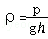 ρ = p / gh